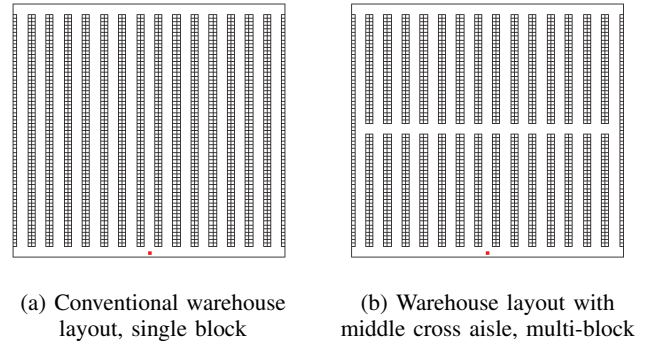 (a) Conventional warehouse
layout, single block
(b) Warehouse layout with
middle cross aisle, multi-block